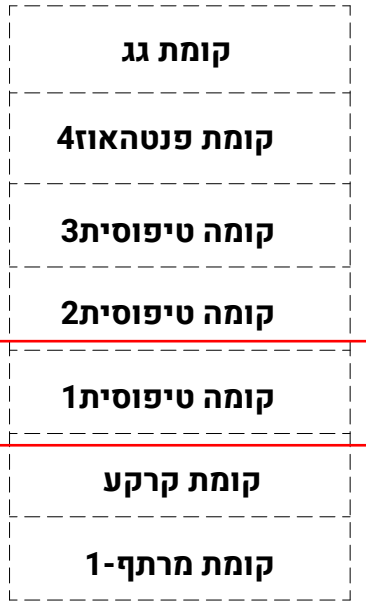 קומת גג
קומת פנטהאוז4
קומה טיפוסית3
קומה טיפוסית2
קומה טיפוסית1
קומת קרקע
קומת מרתף-1